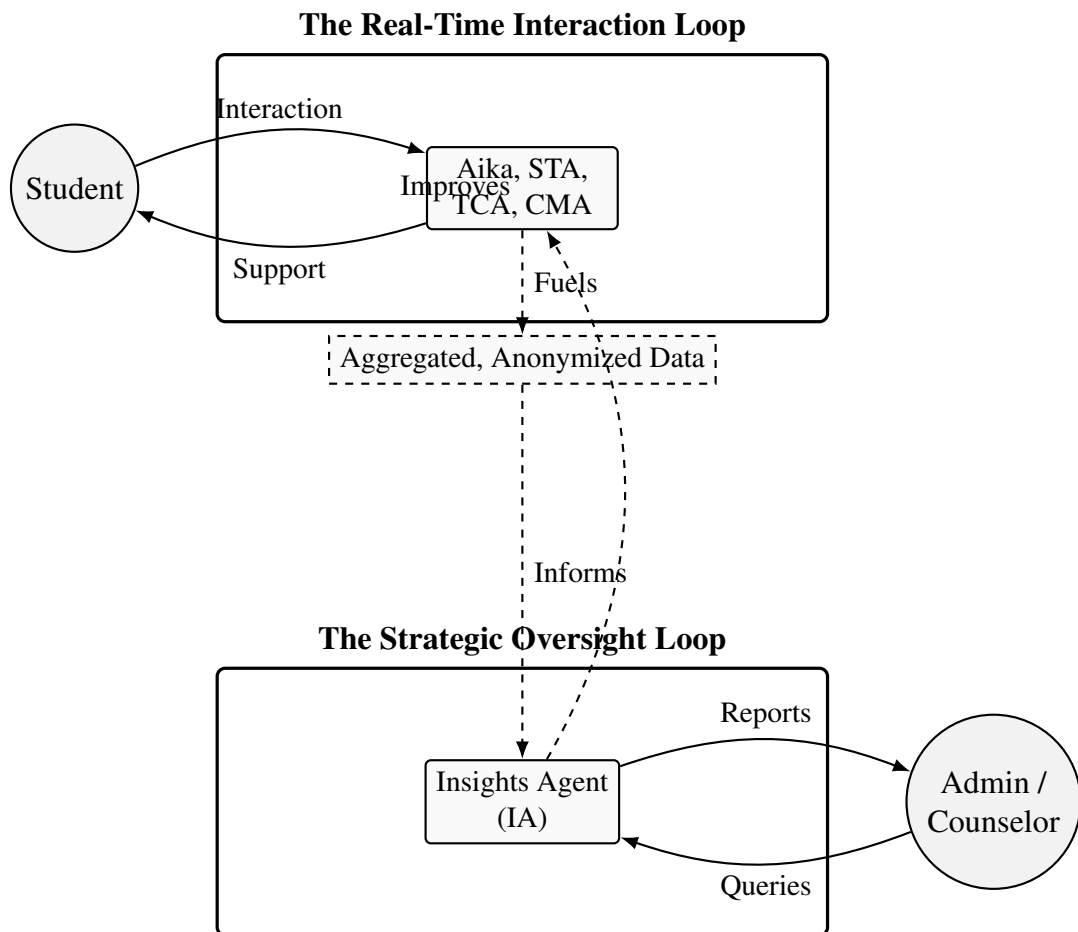 The Real-Time Interaction Loop
Interaction
Student
Aika, STA,
Improves
TCA, CMA
Support
Fuels
Aggregated, Anonymized Data
Informs
The Strategic Oversight Loop
Reports
Insights Agent
(IA)
Admin /
Counselor
Queries